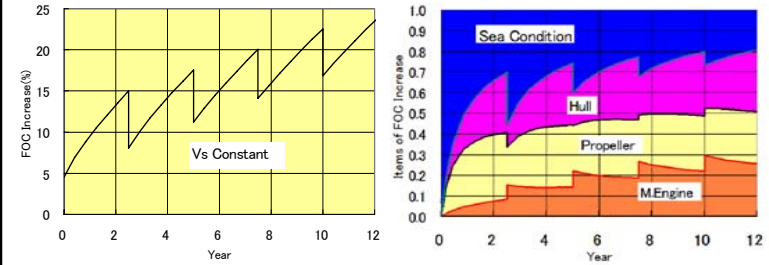 25
20
15
10
5
0
FOC Increase(%)
Vs Constant
0 2 4 6 8 10 12
Year
1.0
0.9
0.8
0.7
0.6
0.5
0.4
0.3
0.2
0.1
0.0
Items of FOC Increase
Sea Condition
Hull
Propeller
M.Engine
0 2 4 6 8 10 12
Year